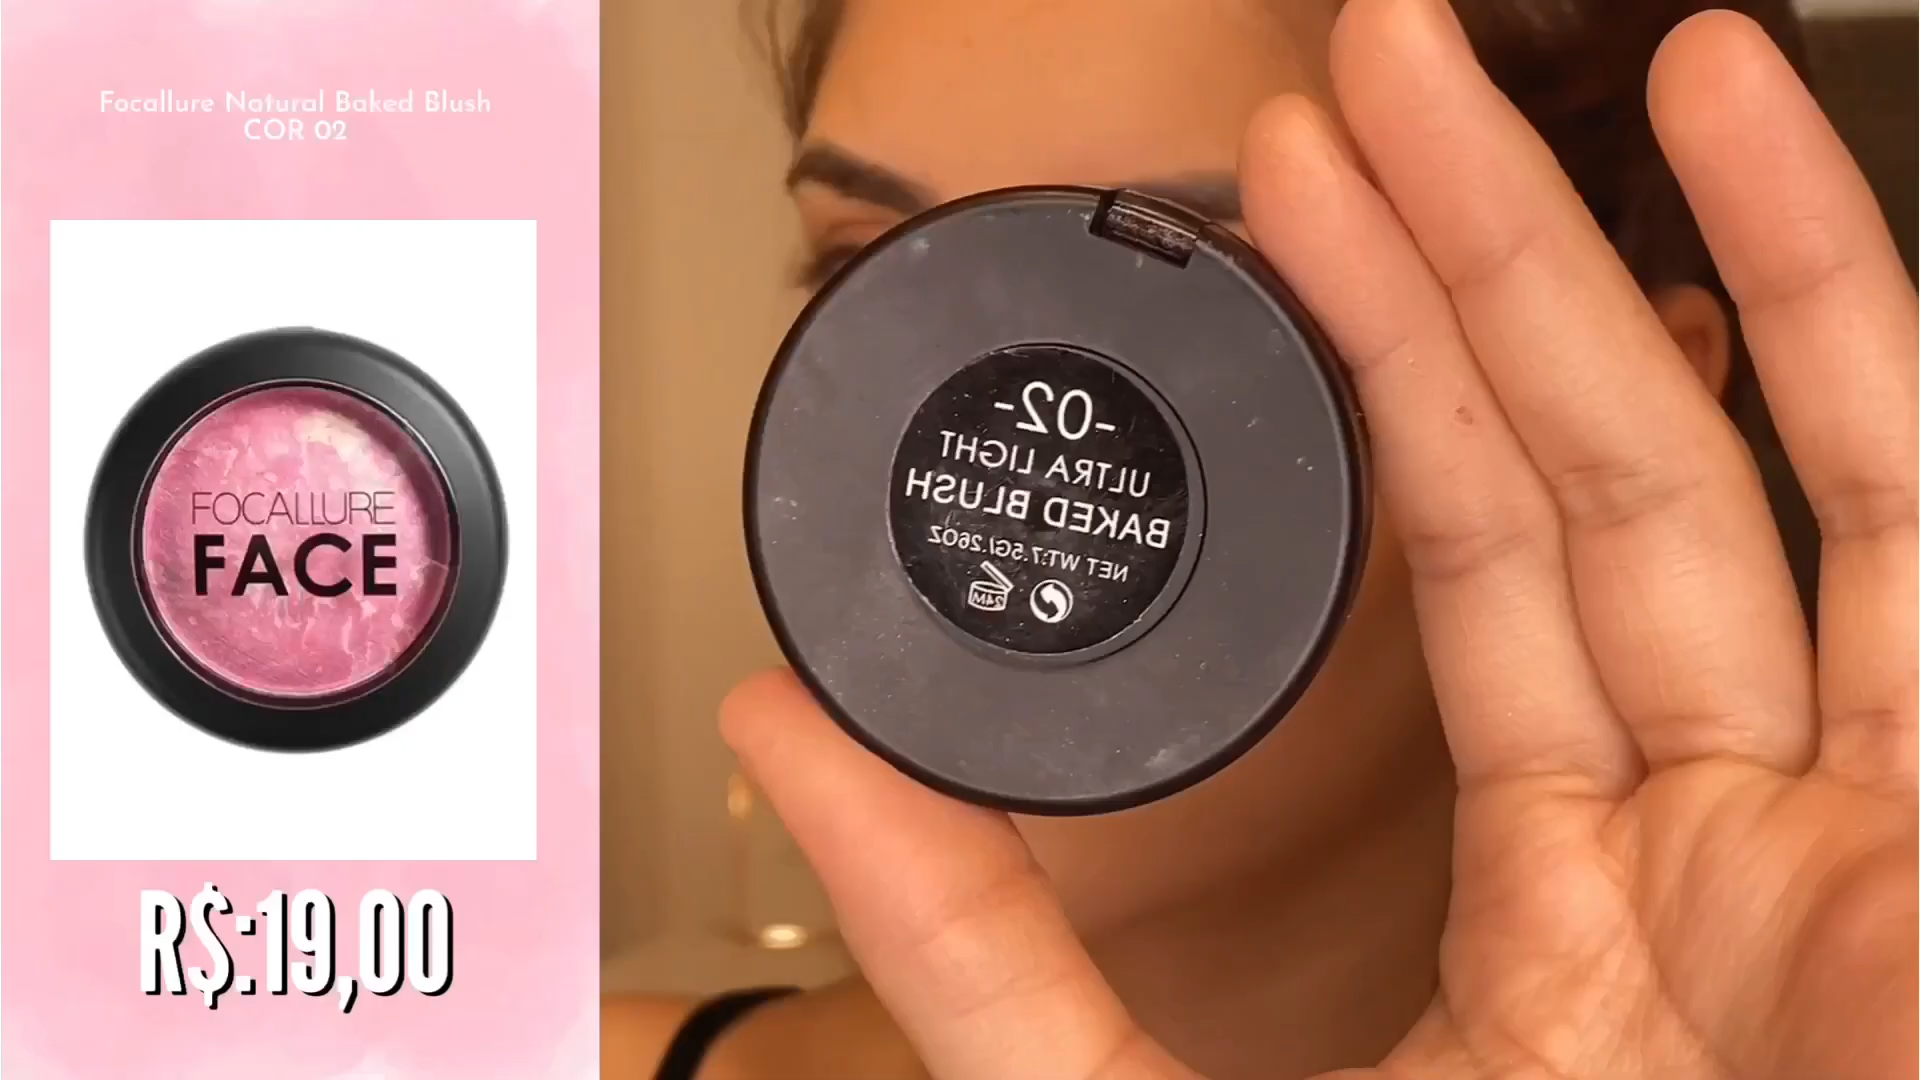 Focallure Natural Baked Blush
COR 02
FOCALLURE
FACE
R$:19,00
-02-
ULTRA LIGHT
BAKED BLUSH
NET WT:7.5G/.26OZ
24M